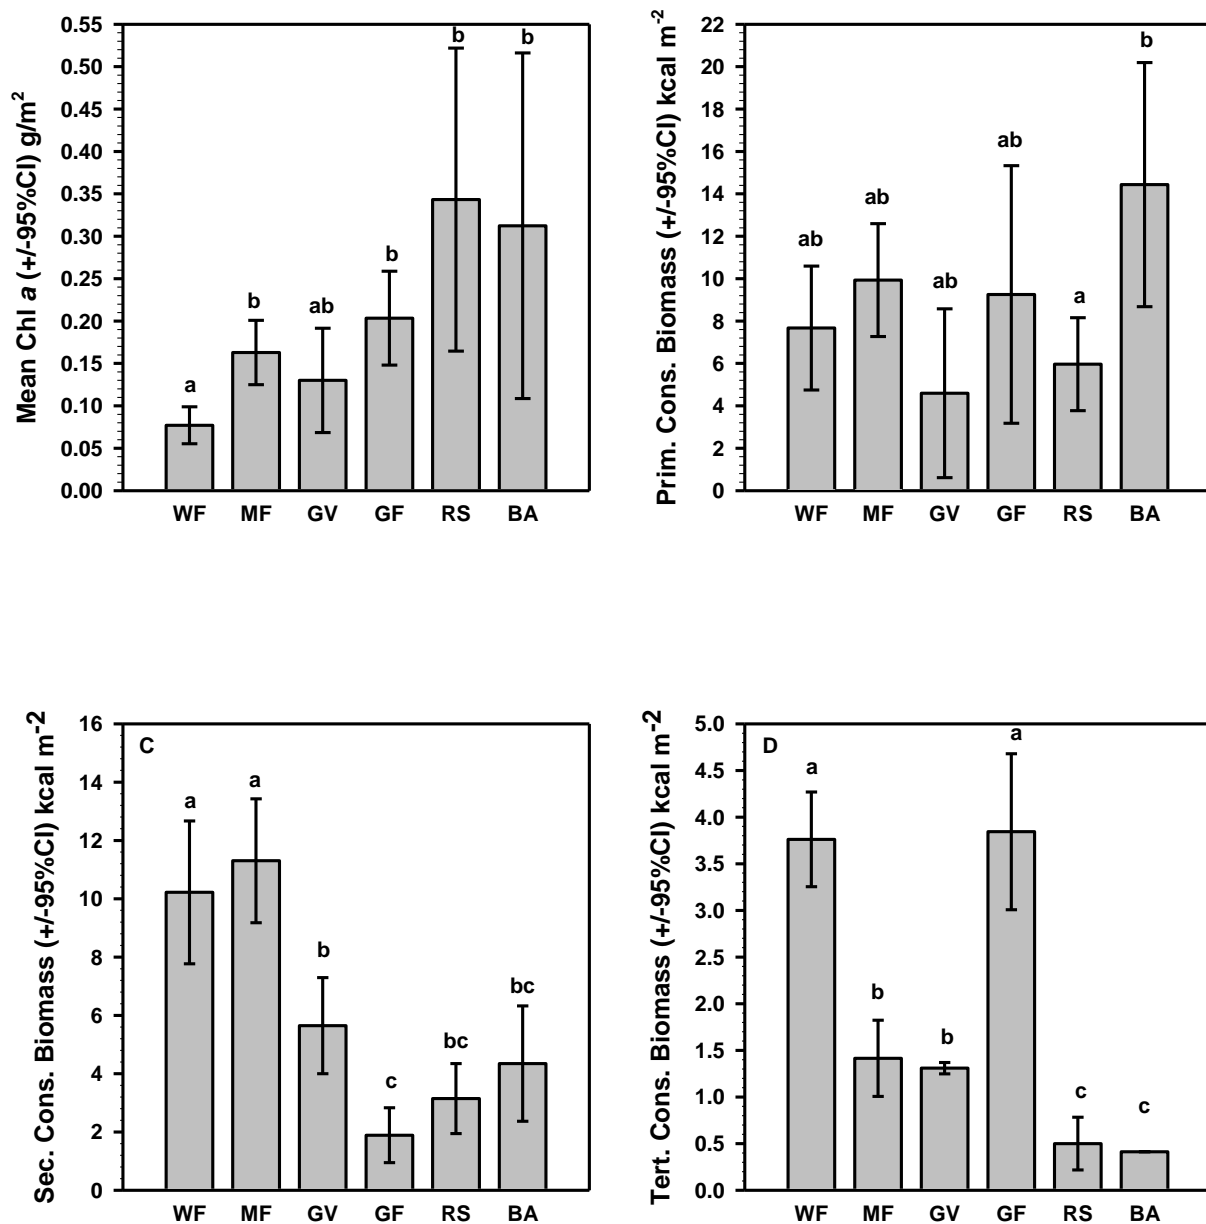 Mean Chl a (+/-95%CI) g/m2
0.55
0.50
0.45
0.40
0.35
0.30
0.25
0.20
0.15
0.10
0.05
0.00
a
b
ab
b
b
b
WF MF GV GF RS BA
Prim. Cons. Biomass (+/-95%CI) kcal m-2
22
20
18
16
14
12
10
8
6
4
2
0
ab
ab
ab
ab
a
b
WF MF GV GF RS BA
Sec. Cons. Biomass (+/-95%CI) kcal m-2
16
14
12
10
8
6
4
2
0
C
a
a
b
c
bc
bc
WF MF GV GF RS BA
Tert. Cons. Biomass (+/-95%CI) kcal m-2
5.0
4.5
4.0
3.5
3.0
2.5
2.0
1.5
1.0
0.5
0.0
D
a
b
b
a
c
c
WF MF GV GF RS BA